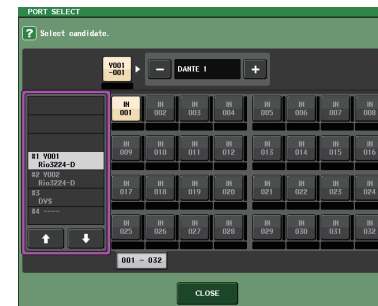 PORT SELECT
? Select candidate.
Y001
-001
DANTE 1
IN 001 IN 002 IN 003 IN 004 IN 005 IN 006 IN 007 IN 008
IN 009 IN 010 IN 011 IN 012 IN 013 IN 014 IN 015 IN 016
#1 Y001
Rio3224-D
#2 Y002
Rio3224-D
#3
DVS
#4 ----
IN 017 IN 018 IN 019 IN 020 IN 021 IN 022 IN 023 IN 024
IN 025 IN 026 IN 027 IN 028 IN 029 IN 030 IN 031 IN 032
001 - 032
CLOSE